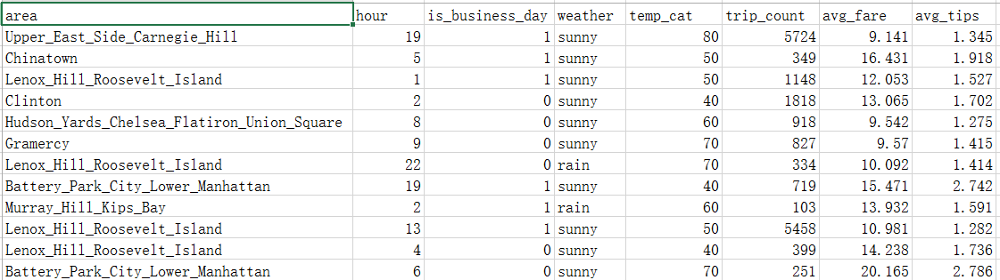 area hour is_business_day weather temp_cat trip_count avg_fare avg_tips
Upper_East_Side_Carnegie_Hill 19 1 sunny 80 5724 9.141 1.345
Chinatown 5 1 sunny 50 349 16.431 1.918
Lenox_Hill_Roosevelt_Island 1 1 sunny 50 1148 12.053 1.527
Clinton 2 0 sunny 40 1818 13.065 1.702
Hudson_Yards_Chelsea_Flatiron_Union_Square 8 0 sunny 60 918 9.542 1.275
Gramercy 9 0 sunny 70 827 9.57 1.415
Lenox_Hill_Roosevelt_Island 22 0 rain 70 334 10.092 1.414
Battery_Park_City_Lower_Manhattan 19 1 sunny 40 719 15.471 2.742
Murray_Hill_Kips_Bay 2 1 rain 60 103 13.932 1.591
Lenox_Hill_Roosevelt_Island 13 1 sunny 50 5458 10.981 1.282
Lenox_Hill_Roosevelt_Island 4 0 sunny 40 399 14.238 1.736
Battery_Park_City_Lower_Manhattan 6 0 sunny 70 251 20.165 2.786